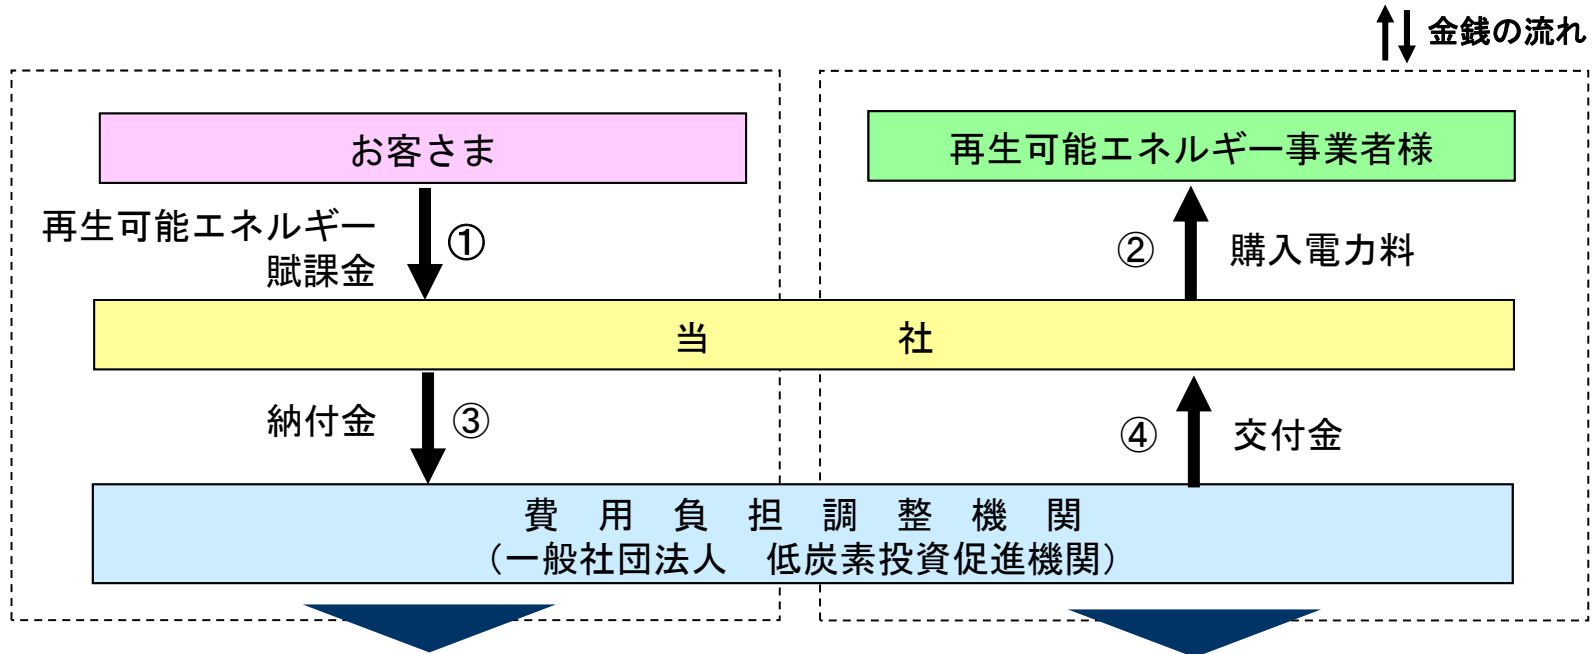 金銭の流れ
お客さま
再生可能エネルギー事業者様
再生可能エネルギー
賦課金
①
②
購入電力料
当　　　　　社
納付金
③
④
交付金
費　用　負　担　調　整　機　関
（一般社団法人　低炭素投資促進機関）